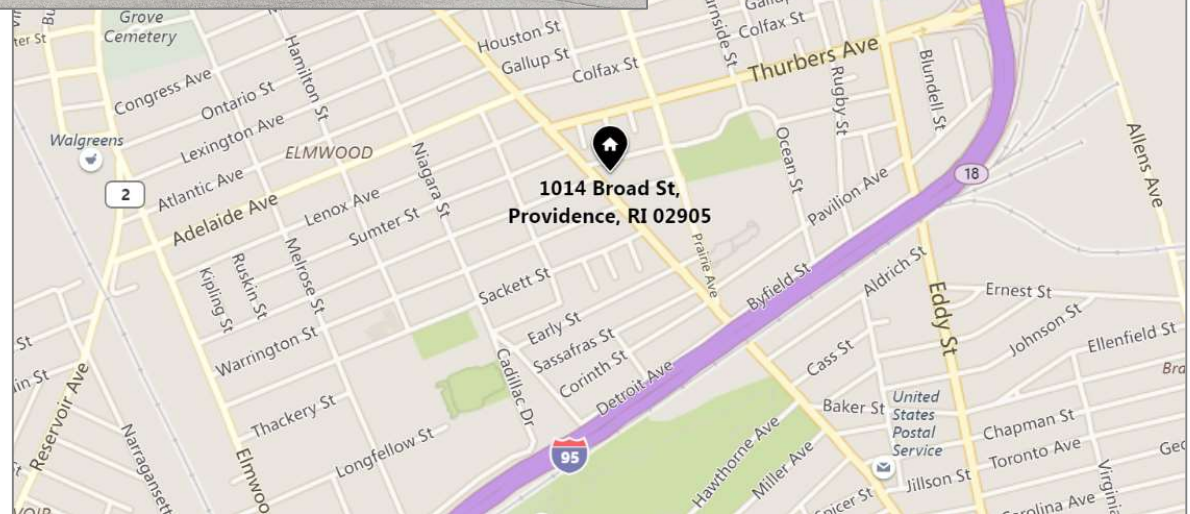 Grove
Cemetery
Houston St
Gallup St
Colfax St
Colfax St
Thurbers Ave
Rugby St
Blundell St
Hamilton St
Congress Ave
Ontario St
Lexington Ave
Walgreens
ELMWOOD
Niagara St
Ocean St
Allens Ave
2
Atlantic Ave
Adelaide Ave
Lenox Ave
Sumter St
1014 Broad St,
Providence, RI 02905
18
Pavilion Ave
Prairie Ave
Melrose St
Ruskin St
Kipling St
Sackett St
Byfield St
Aldrich St
Eddy St
Ernest St
Johnson St
Ellenfield St
Early St
Sassafras St
Corinth St
Warrington St
Cadillac Dr
Detroit Ave
Cass St
Reservoir Ave
Thackery St
Baker St
United
States
Postal
Service
Chapman St
Toronto Ave
Longfellow St
95
Hawthorne Ave
Miller Ave
Jillson St
Narragansett
Elmwoo
Virginia